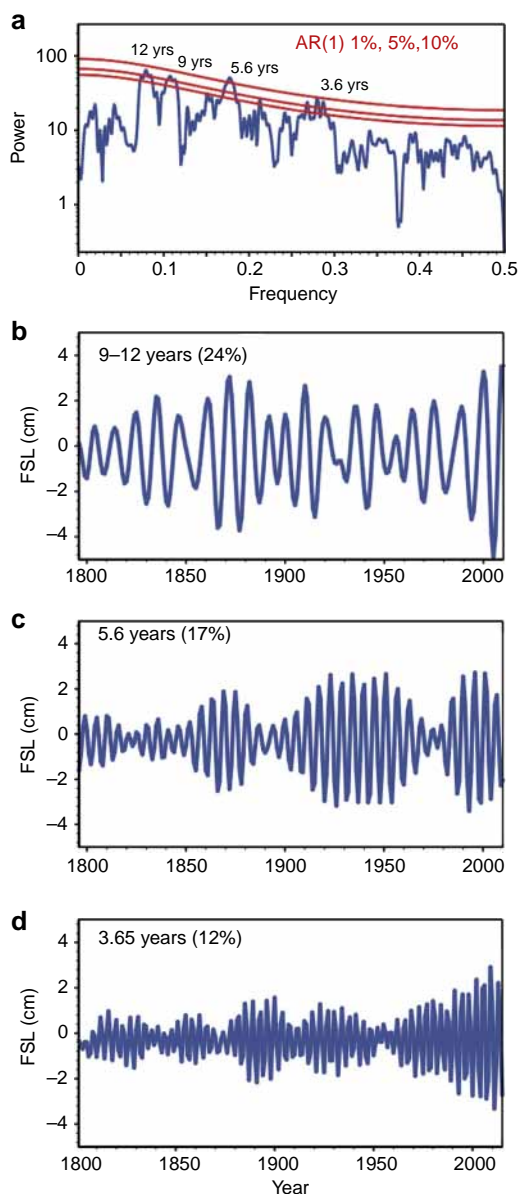 a
12 yrs
9 yrs
5.6 yrs
3.6 yrs
AR(1) 1%, 5%,10%
Power
100
10
1
0 0.1 0.2 0.3 0.4 0.5
Frequency
b
9–12 years (24%)
FSL (cm)
4
2
0
–2
–4
1800 1850 1900 1950 2000
c
5.6 years (17%)
FSL (cm)
4
2
0
–2
–4
1800 1850 1900 1950 2000
d
3.65 years (12%)
FSL (cm)
4
2
0
–2
–4
1800 1850 1900 1950 2000
Year